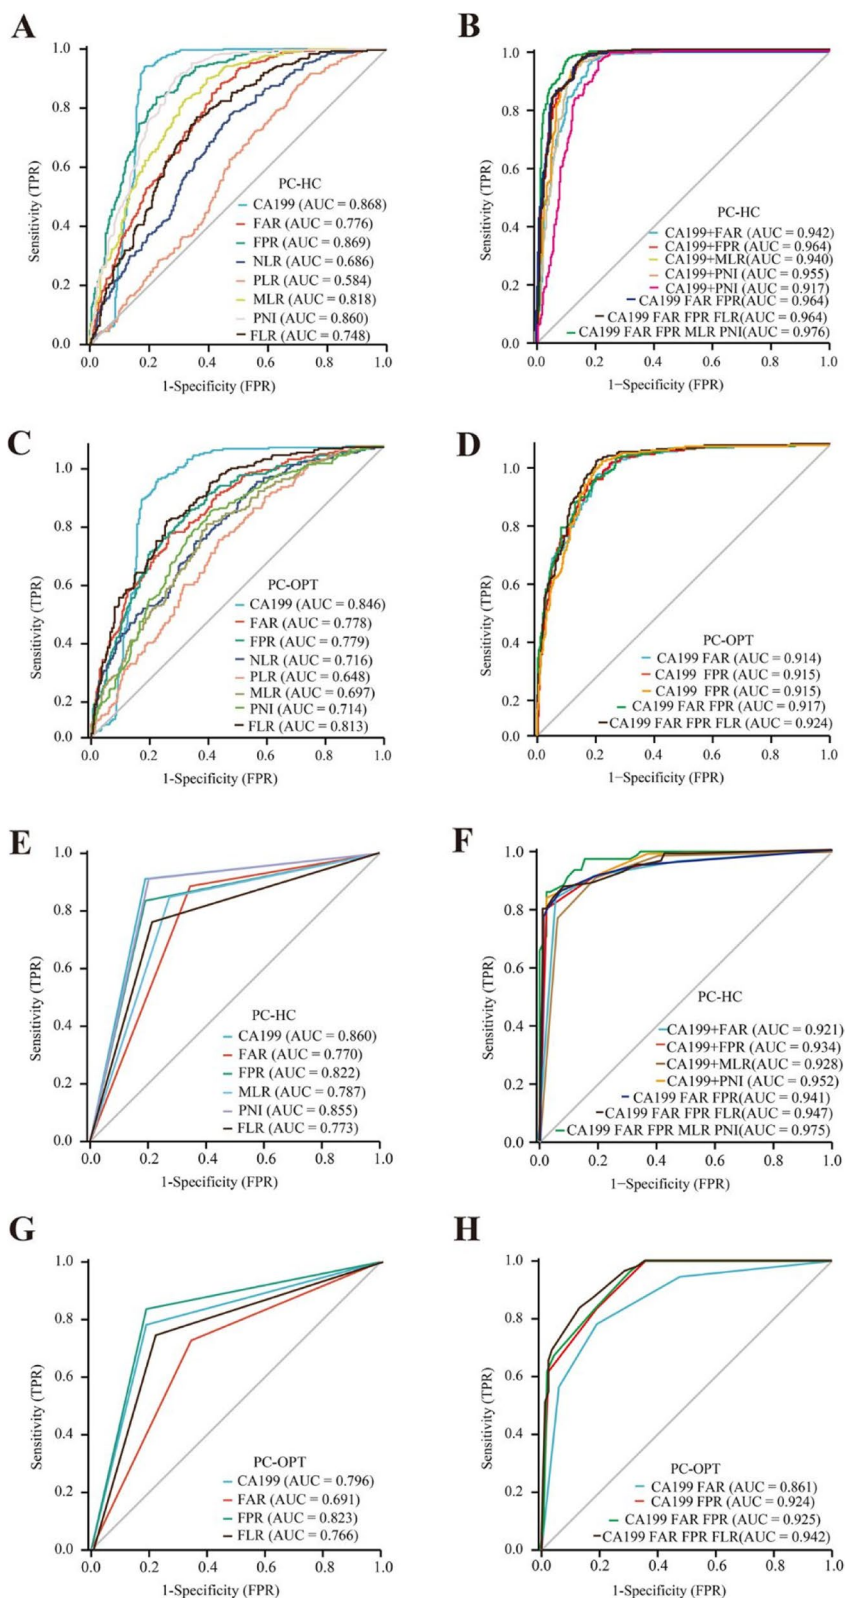 A
1.0
0.8
0.6
0.4
0.2
0.0
Sensitivity (TPR)
PC-HC
CA199 (AUC = 0.868)
FAR (AUC = 0.776)
FPR (AUC = 0.869)
NLR (AUC = 0.686)
PLR (AUC = 0.584)
MLR (AUC = 0.818)
PNI (AUC = 0.860)
FLR (AUC = 0.748)
0.0 0.2 0.4 0.6 0.8 1.0
1-Specificity (FPR)
B
1.0
0.8
0.6
0.4
0.2
0.0
Sensitivity (TPR)
PC-HC
CA199+FAR (AUC = 0.942)
CA199+FPR (AUC = 0.964)
CA199+MLR(AUC = 0.940)
CA199+PNI (AUC = 0.955)
CA199+PNI (AUC = 0.917)
CA199 FAR FPR(AUC = 0.964)
CA199 FAR FPR FLR(AUC = 0.964)
CA199 FAR FPR MLR PNI(AUC = 0.976)
0.0 0.2 0.4 0.6 0.8 1.0
1−Specificity (FPR)
C
1.0
0.8
0.6
0.4
0.2
0.0
Sensitivity (TPR)
PC-OPT
CA199 (AUC = 0.846)
FAR (AUC = 0.778)
FPR (AUC = 0.779)
NLR (AUC = 0.716)
PLR (AUC = 0.648)
MLR (AUC = 0.697)
PNI (AUC = 0.714)
FLR (AUC = 0.813)
0.0 0.2 0.4 0.6 0.8 1.0
1-Specificity (FPR)
D
1.0
0.8
0.6
0.4
0.2
0.0
Sensitivity (TPR)
PC-OPT
CA199 FAR (AUC = 0.914)
CA199 FPR (AUC = 0.915)
CA199 FPR (AUC = 0.915)
CA199 FAR FPR (AUC = 0.917)
CA199 FAR FPR FLR (AUC = 0.924)
0.0 0.2 0.4 0.6 0.8 1.0
1−Specificity (FPR)
E
1.0
0.8
0.6
0.4
0.2
0.0
Sensitivity (TPR)
PC-HC
CA199 (AUC = 0.860)
FAR (AUC = 0.770)
FPR (AUC = 0.822)
MLR (AUC = 0.787)
PNI (AUC = 0.855)
FLR (AUC = 0.773)
0.0 0.2 0.4 0.6 0.8 1.0
1-Specificity (FPR)
F
1.0
0.8
0.6
0.4
0.2
0.0
Sensitivity (TPR)
PC-HC
CA199+FAR (AUC = 0.921)
CA199+FPR (AUC = 0.934)
CA199+MLR(AUC = 0.928)
CA199+PNI (AUC = 0.952)
CA199 FAR FPR(AUC = 0.941)
CA199 FAR FPR FLR(AUC = 0.947)
CA199 FAR FPR MLR PNI(AUC = 0.975)
0.0 0.2 0.4 0.6 0.8 1.0
1−Specificity (FPR)
G
1.0
0.8
0.6
0.4
0.2
0.0
Sensitivity (TPR)
PC-OPT
CA199 (AUC = 0.796)
FAR (AUC = 0.691)
FPR (AUC = 0.823)
FLR (AUC = 0.766)
0.0 0.2 0.4 0.6 0.8 1.0
1-Specificity (FPR)
H
1.0
0.8
0.6
0.4
0.2
0.0
Sensitivity (TPR)
PC-OPT
CA199 FAR (AUC = 0.861)
CA199 FPR (AUC = 0.924)
CA199 FAR FPR (AUC = 0.925)
CA199 FAR FPR FLR(AUC = 0.942)
0.0 0.2 0.4 0.6 0.8 1.0
1-Specificity (FPR)